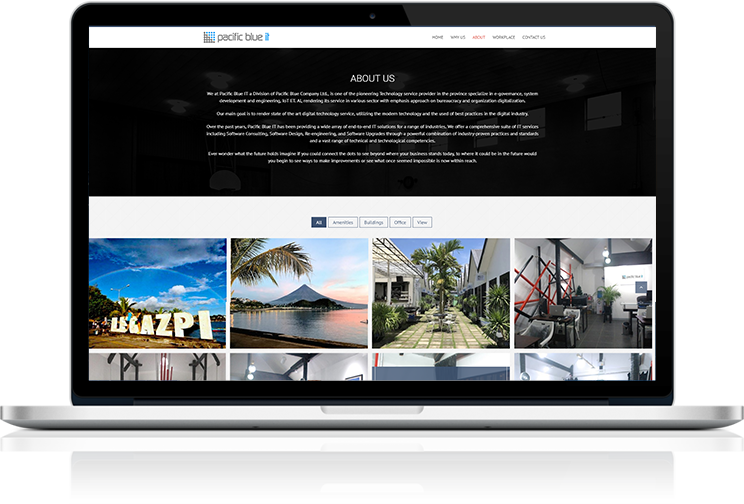 pacific blue it
HOME WHY US ABOUT WORKPLACE CONTACT US
ABOUT US
We at Pacific Blue IT a Division of Pacific Blue Company Ltd., is one of the pioneering Technology service provider in the province specialize in e-governance, system
development and engineering, IoT ET, AI, rendering its service in various sector with emphasis approach on bureaucracy and organization digitalization.
Our main goal is to render state of the art digital technology service, utilizing the modern technology and the used of best practices in the digital industry.
Over the past years, Pacific Blue IT has been providing a wide array of end-to-end IT solutions for a range of industries. We offer a comprehensive suite of IT services
including Software Consulting, Software Design, Re-engineering, and Software Upgrades through a powerful combination of industry-proven practices and standards
and a vast range of technical and technological competencies.
Ever wonder what the future holds imagine if you could connect the dots to see beyond where your business stands today, to where it could be in the future would
you begin to see ways to make improvements or see what once seemed impossible is now within reach.
All Amenities Buildings Office View
LEGAZPI
pacific blue it